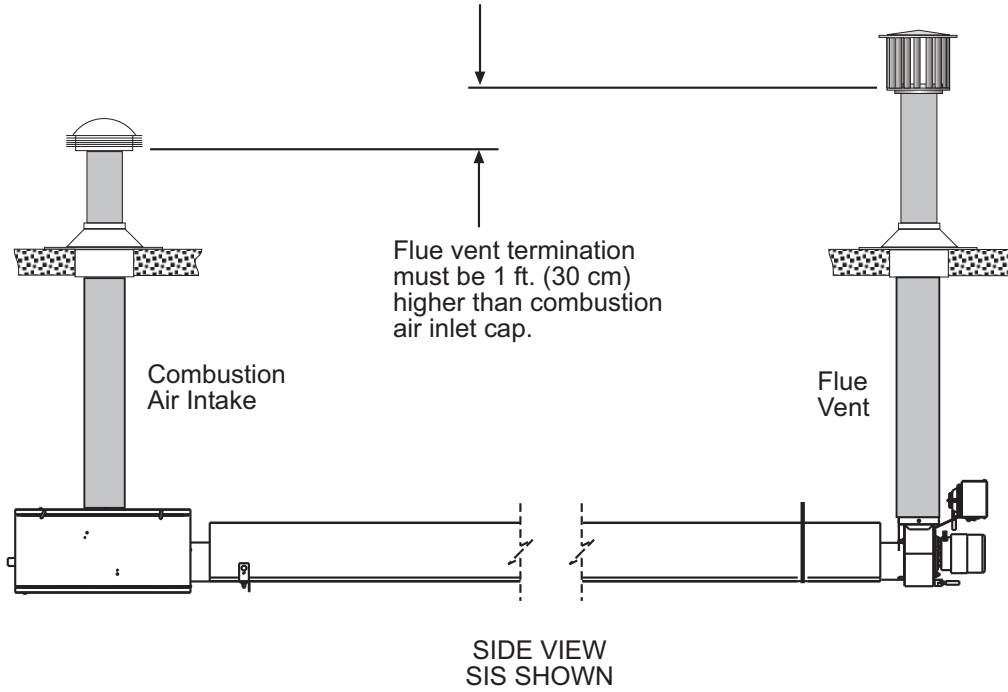 Flue vent termination
must be 1 ft. (30 cm)
higher than combustion
air inlet cap.
Combustion
Air Intake
Flue
Vent
SIDE VIEW
SIS SHOWN